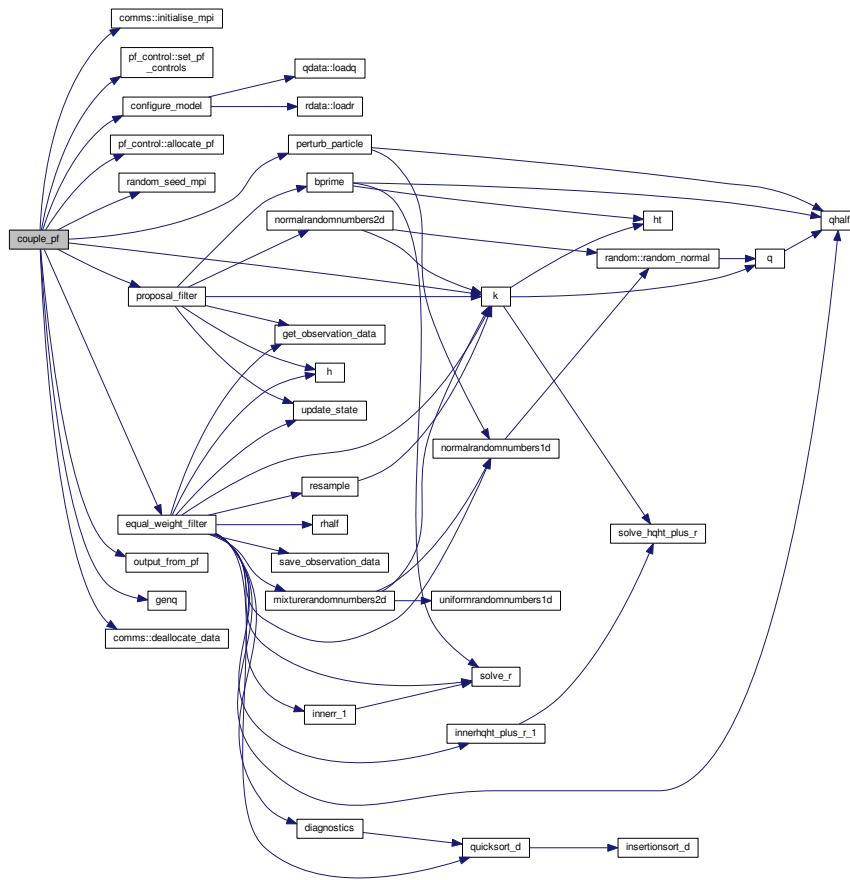 comms::initialise_mpi
pf_control::set_pf
_controls
qdata::loadq
configure_model
rdata::loadr
pf_control::allocate_pf
perturb_particle
random_seed_mpi
bprime
normalrandomnumbers2d
ht
qhalf
couple_pf
random::random_normal
q
proposal_filter
k
get_observation_data
h
update_state
normalrandomnumbers1d
resample
equal_weight_filter
rhalf
solve_hqht_plus_r
output_from_pf
save_observation_data
genq
mixturerandomnumbers2d
uniformrandomnumbers1d
comms::deallocate_data
solve_r
innerr_1
innerhqht_plus_r_1
diagnostics
quicksort_d
insertionsort_d